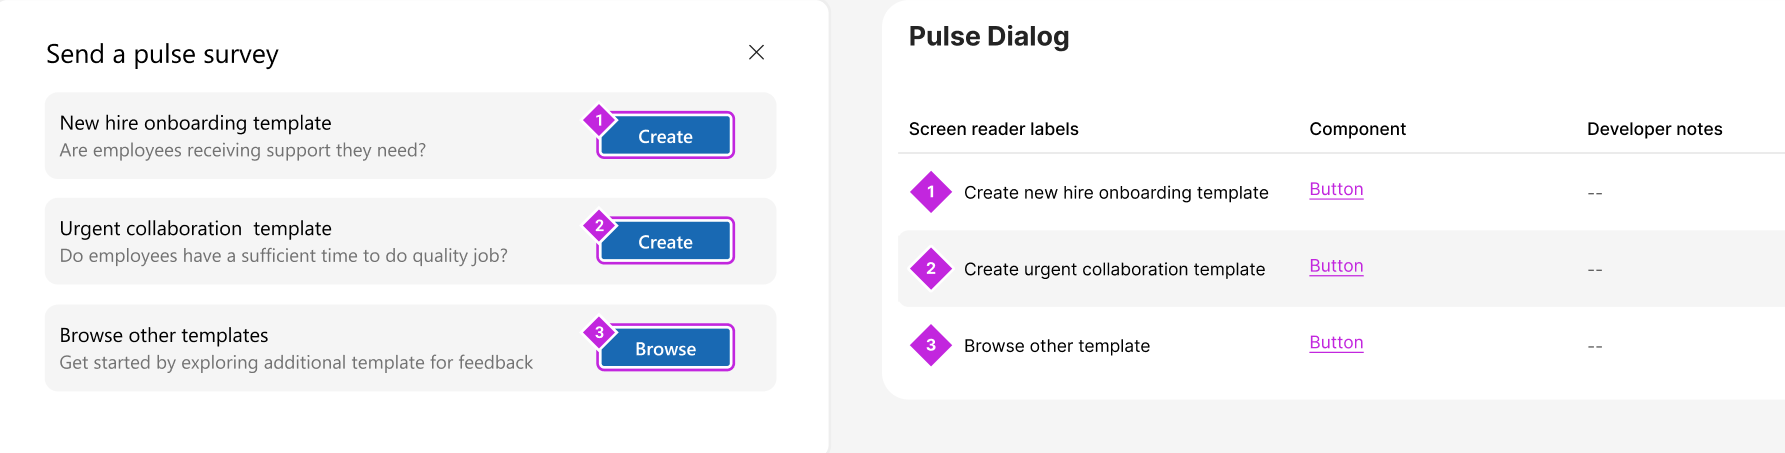 Send a pulse survey
New hire onboarding template
Are employees receiving support they need?
1
Create
Urgent collaboration  template
Do employees have a sufficient time to do quality job?
2
Create
Browse other templates
Get started by exploring additional template for feedback
3
Browse
Pulse Dialog
Screen reader labels Component Developer notes
1 Create new hire onboarding template Button --
2 Create urgent collaboration template Button --
3 Browse other template Button --